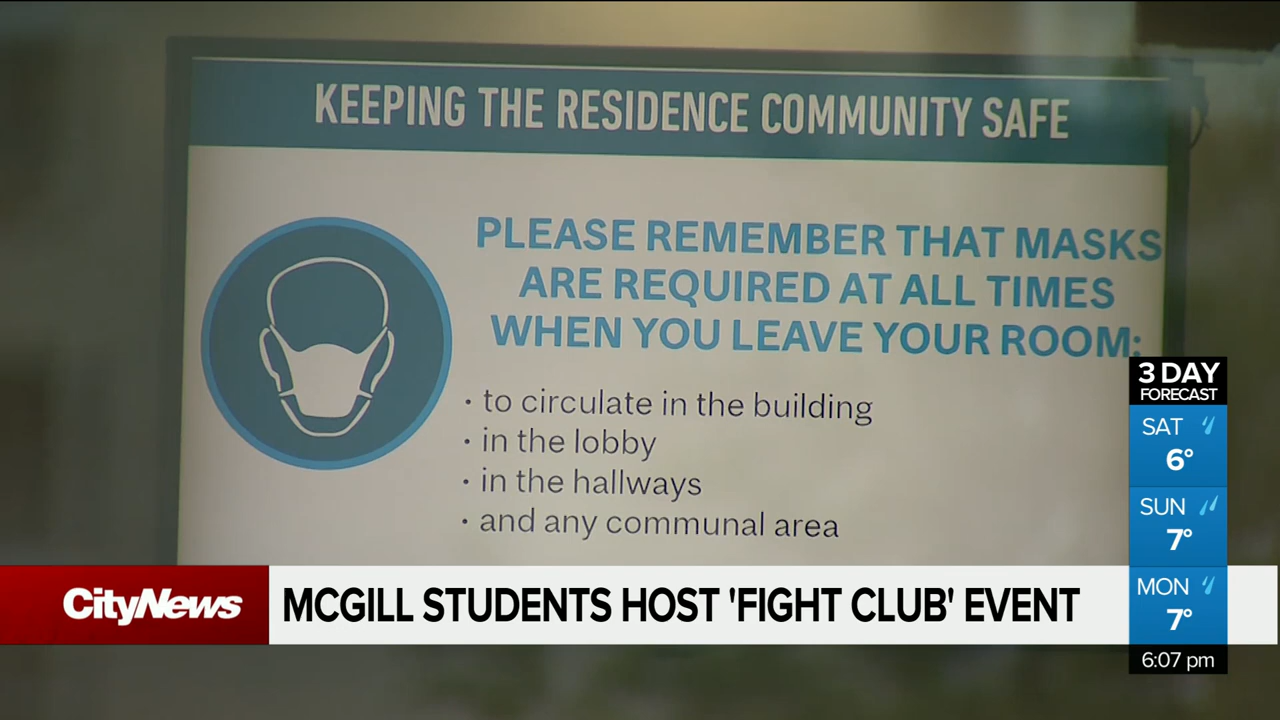 KEEPING THE RESIDENCE COMMUNITY SAFE
PLEASE REMEMBER THAT MASKS
ARE REQUIRED AT ALL TIMES
WHEN YOU LEAVE YOUR ROOM:
• to circulate in the building
• in the lobby
• in the hallways
• and any communal area
3 DAY
FORECAST
SAT
6°
SUN
7°
MON
7°
6:07 pm
CityNews
MCGILL STUDENTS HOST 'FIGHT CLUB' EVENT